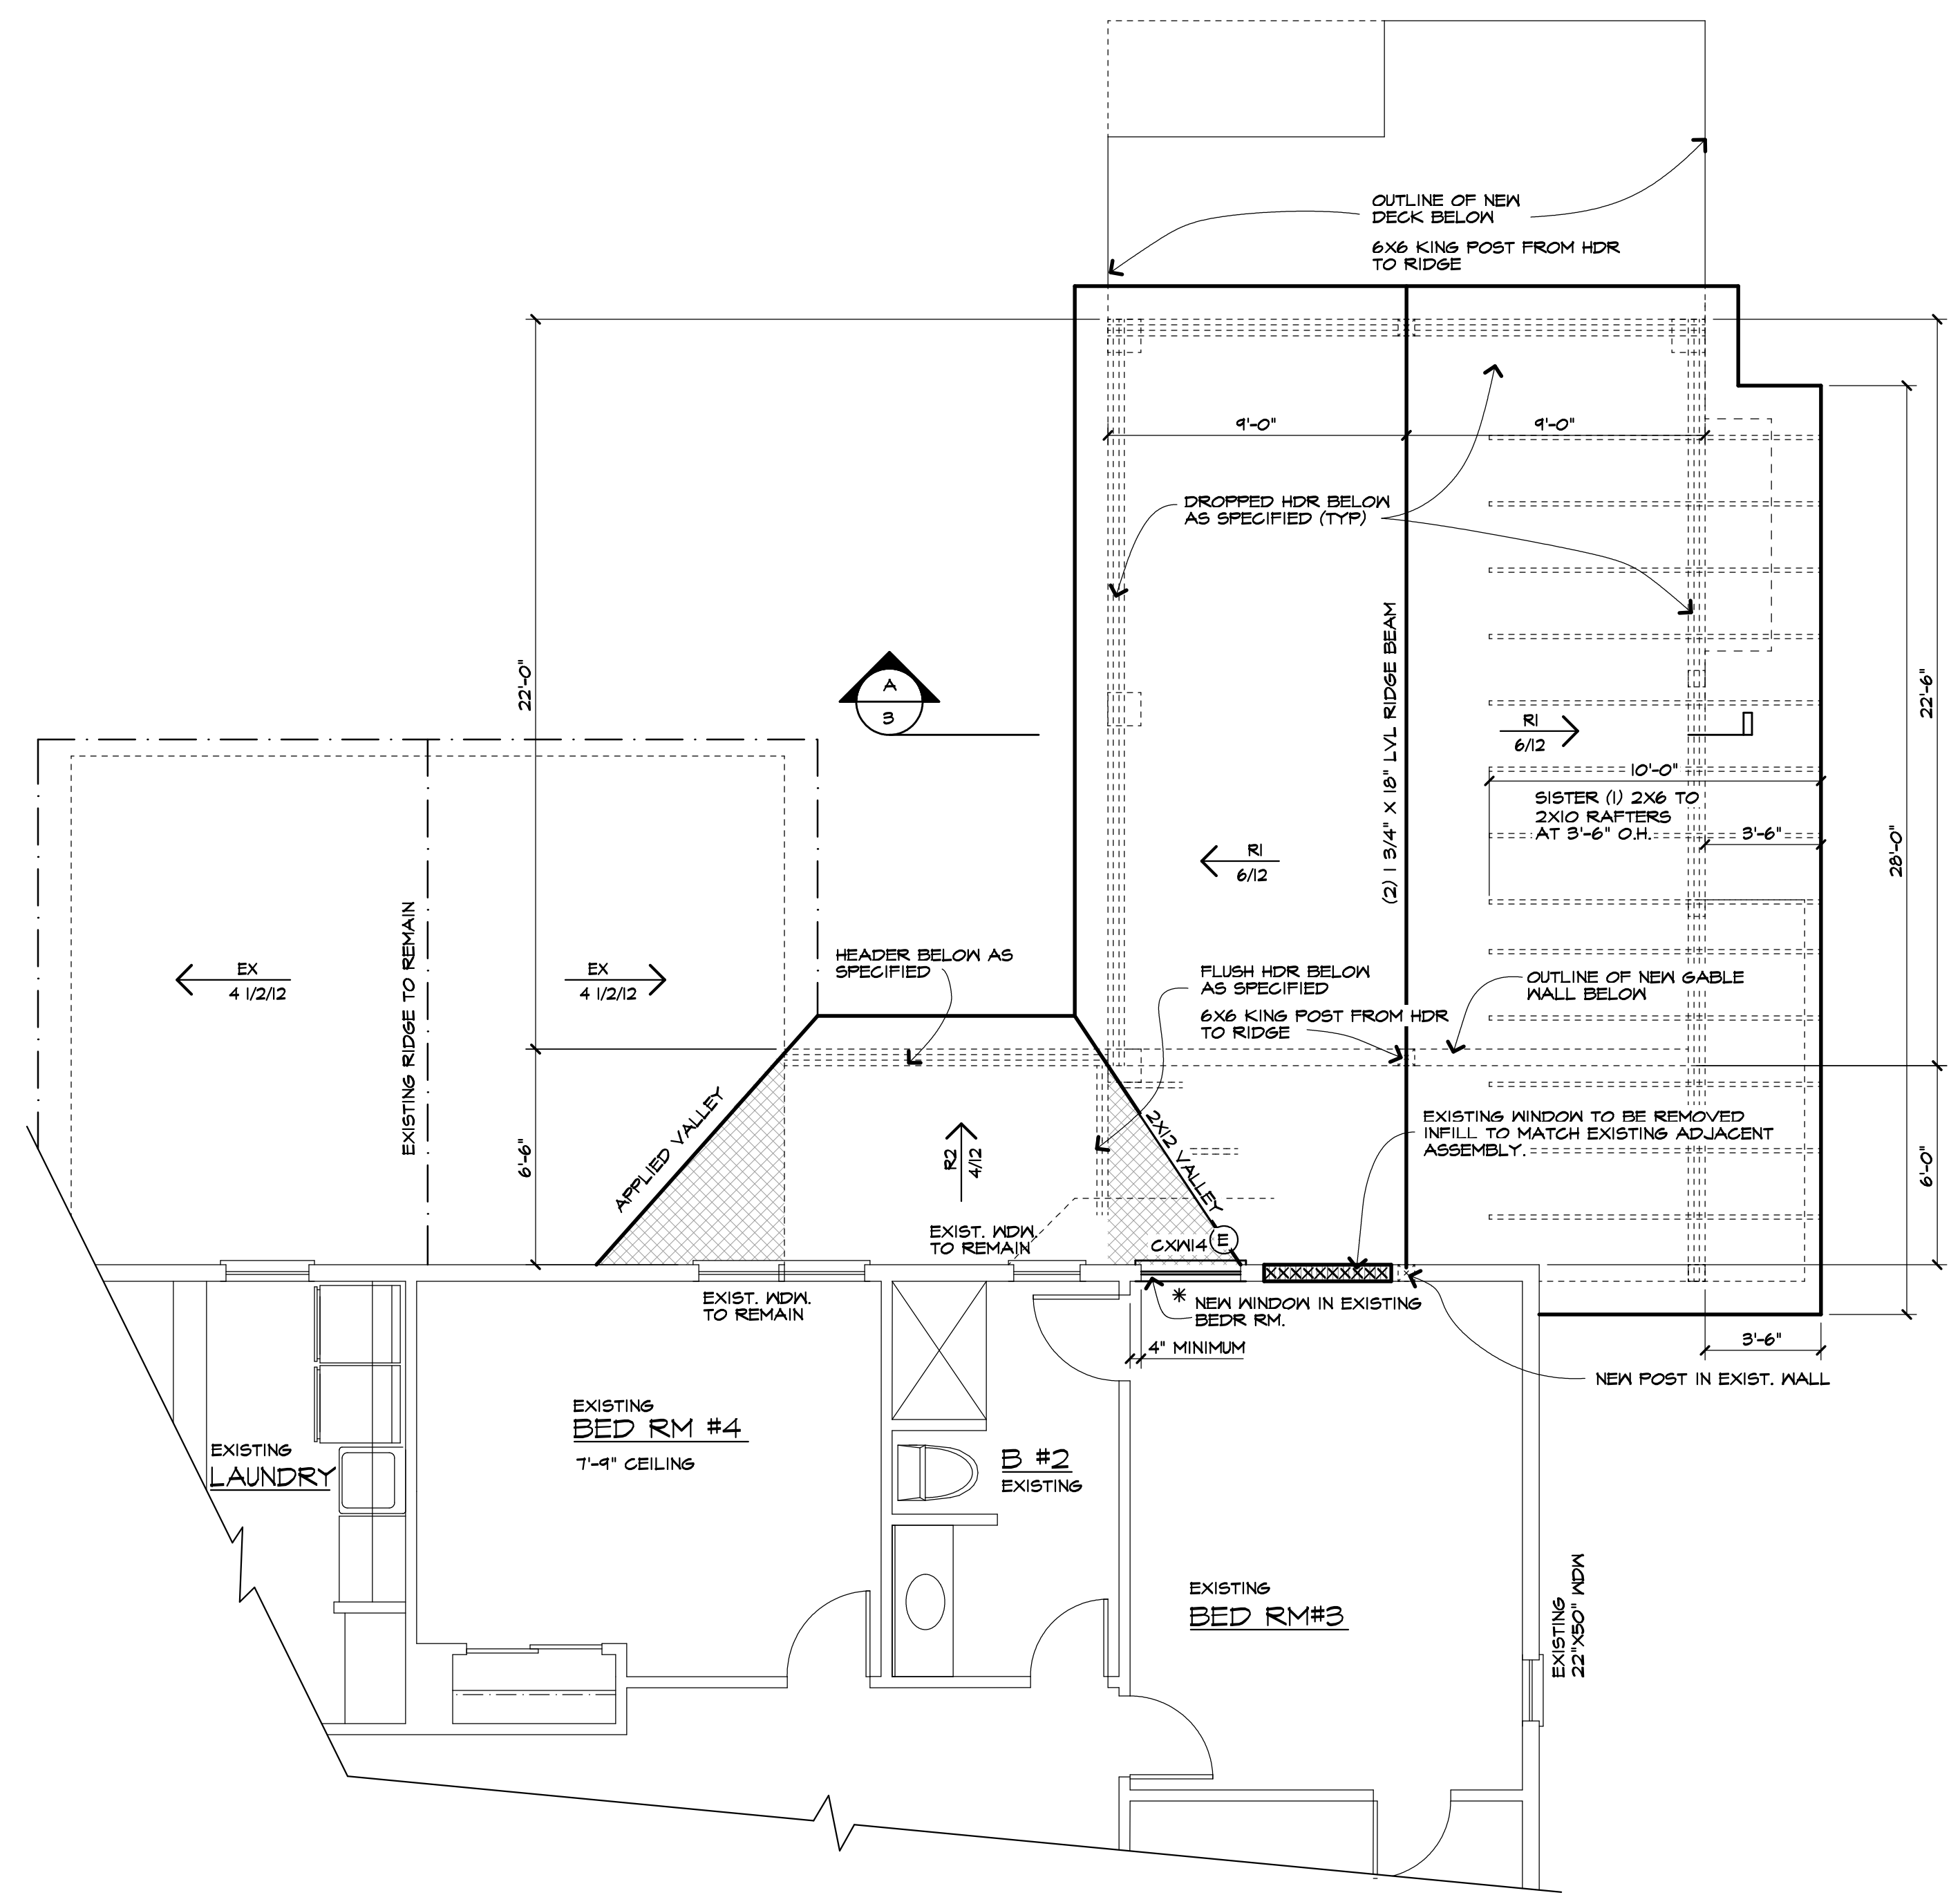 OUTLINE OF NEW
DECK BELOW
6X6 KING POST FROM HDR
TO RIDGE
9'-0"
9'-0"
DROPPED HDR BELOW
AS SPECIFIED (TYP)
22'-0"
A
3
(2) 1 3/4" X 18" LVL RIDGE BEAM
22'-6"
R1
6/12
10'-0"
SISTER (1) 2X6 TO
2X10 RAFTERS
AT 3'-6" O.H.
3'-6"
28'-0"
R1
6/12
EXISTING RIDGE TO REMAIN
EX
4 1/2/12
EX
4 1/2/12
HEADER BELOW AS
SPECIFIED
FLUSH HDR BELOW
AS SPECIFIED
6X6 KING POST FROM HDR
TO RIDGE
OUTLINE OF NEW GABLE
WALL BELOW
6'-6"
APPLIED VALLEY
R2
4/12
2X12 VALLEY
EXISTING WINDOW TO BE REMOVED
INFILL TO MATCH EXISTING ADJACENT
ASSEMBLY.
6'-0"
EXIST. WDW.
TO REMAIN
CXW14
E
EXIST. WDW.
TO REMAIN
* NEW WINDOW IN EXISTING
BEDR RM.
4" MINIMUM
3'-6"
NEW POST IN EXIST. WALL
EXISTING
BED RM #4
7'-9" CEILING
EXISTING
LAUNDRY
B #2
EXISTING
EXISTING
BED RM#3
EXISTING
22"X50" WDW